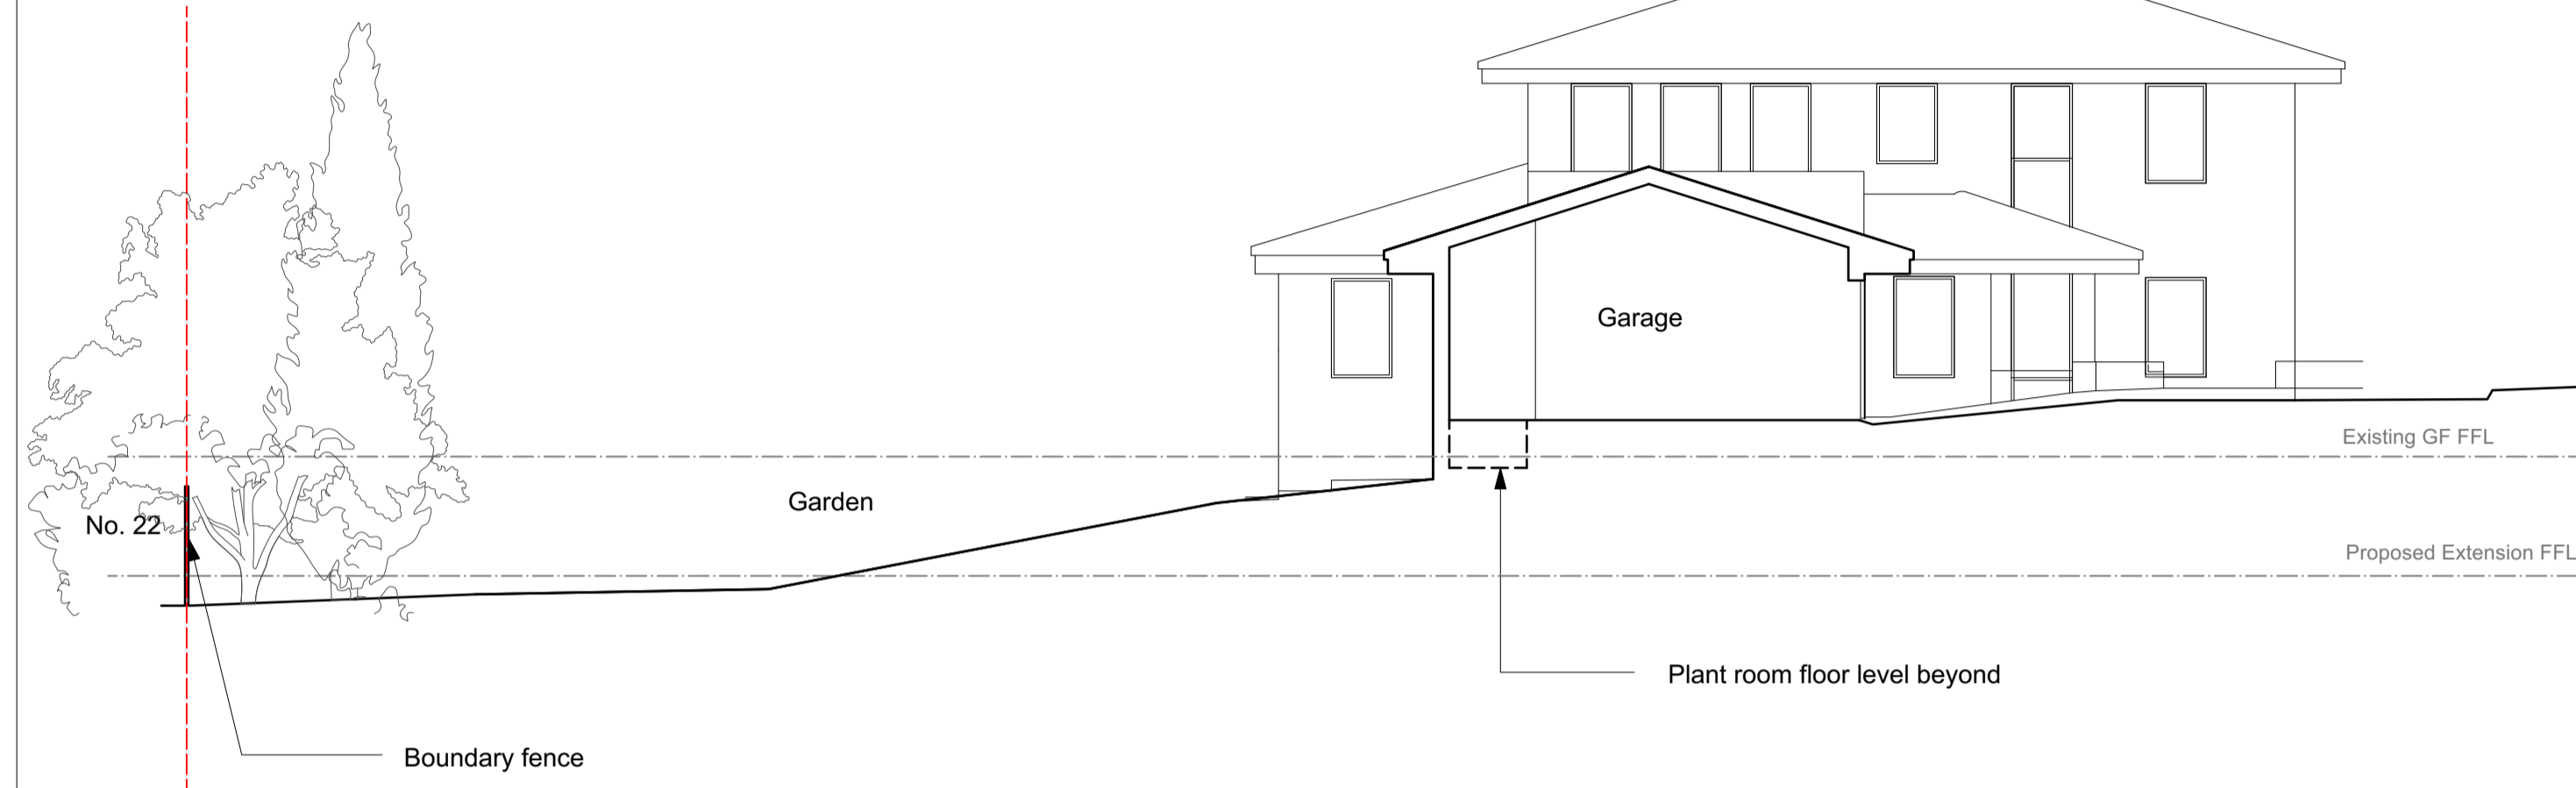 Garage
Existing GF FFL
Garden
No. 22
Proposed Extension FFL
Plant room floor level beyond
Boundary fence